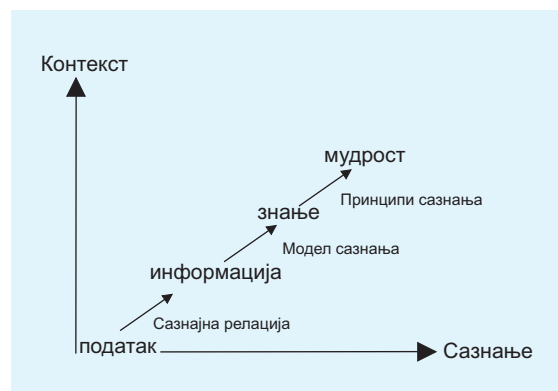 Контекст
мудрост
Принципи сазнања
знање
Модел сазнања
информација
Сазнајна релација
податак
Сазнање